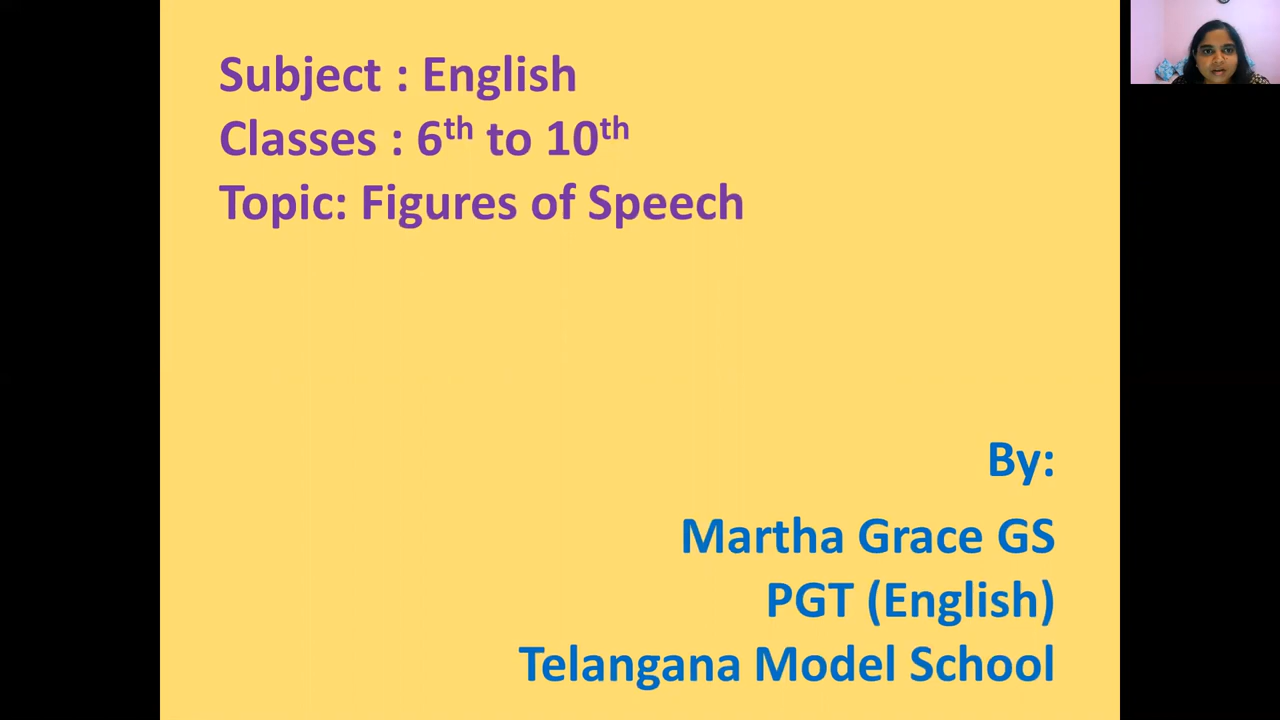 Subject : English
Classes : 6th to 10th
Topic: Figures of Speech
By:
Martha Grace GS
PGT (English)
Telangana Model School